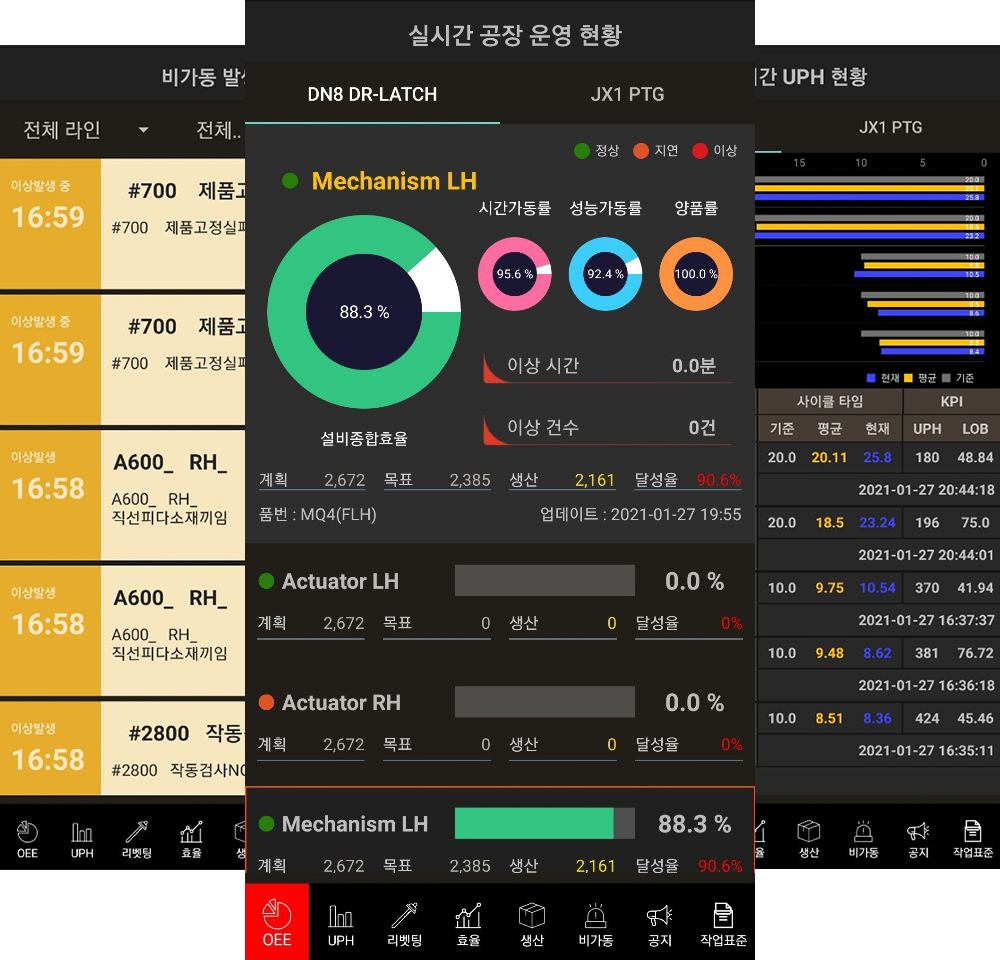 비가동 발생
전체 라인 전체..
이상발생 중
16:59
#700 제품고
#700 제품고정실패
이상발생 중
16:59
#700 제품고
#700 제품고정실패
이상발생
16:58
A600_ RH_
A600_ RH_
직선피다소재끼임
이상발생
16:58
A600_ RH_
A600_ RH_
직선피다소재끼임
이상발생
16:58
#2800 작동
#2800 작동검사NG
OEE UPH 리벳팅 효율
실시간 공장 운영 현황
DN8 DR-LATCH JX1 PTG
정상 지연 이상
Mechanism LH
시간가동률 성능가동률 양품률
88.3 % 95.6 % 92.4 % 100.0 %
이상 시간 0.0분
이상 건수 0건
설비종합효율
계획 2,672 목표 2,385 생산 2,161 달성율 90.6%
품번 : MQ4(FLH) 업데이트 : 2021-01-27 19:55
Actuator LH 0.0 %
계획 2,672 목표 0 생산 0 달성율 0%
Actuator RH 0.0 %
계획 2,672 목표 0 생산 0 달성율 0%
Mechanism LH 88.3 %
계획 2,672 목표 2,385 생산 2,161 달성율 90.6%
OEE UPH 리벳팅 효율 생산 비가동 공지 작업표준
간 UPH 현황
JX1 PTG
15 10 5 0
20.0
20.1
25.8
20.0
18.5
23.2
10.0
10.5
10.0
9.5
8.6
10.0
8.5
8.4
현재 평균 기준
사이클 타임 KPI
기준 평균 현재 UPH LOB
20.0 20.11 25.8 180 48.84
2021-01-27 20:44:18
20.0 18.5 23.24 196 75.0
2021-01-27 20:44:01
10.0 9.75 10.54 370 41.94
2021-01-27 16:37:37
10.0 9.48 8.62 381 76.72
2021-01-27 16:36:18
10.0 8.51 8.36 424 45.46
2021-01-27 16:35:11
율 생산 비가동 공지 작업표준